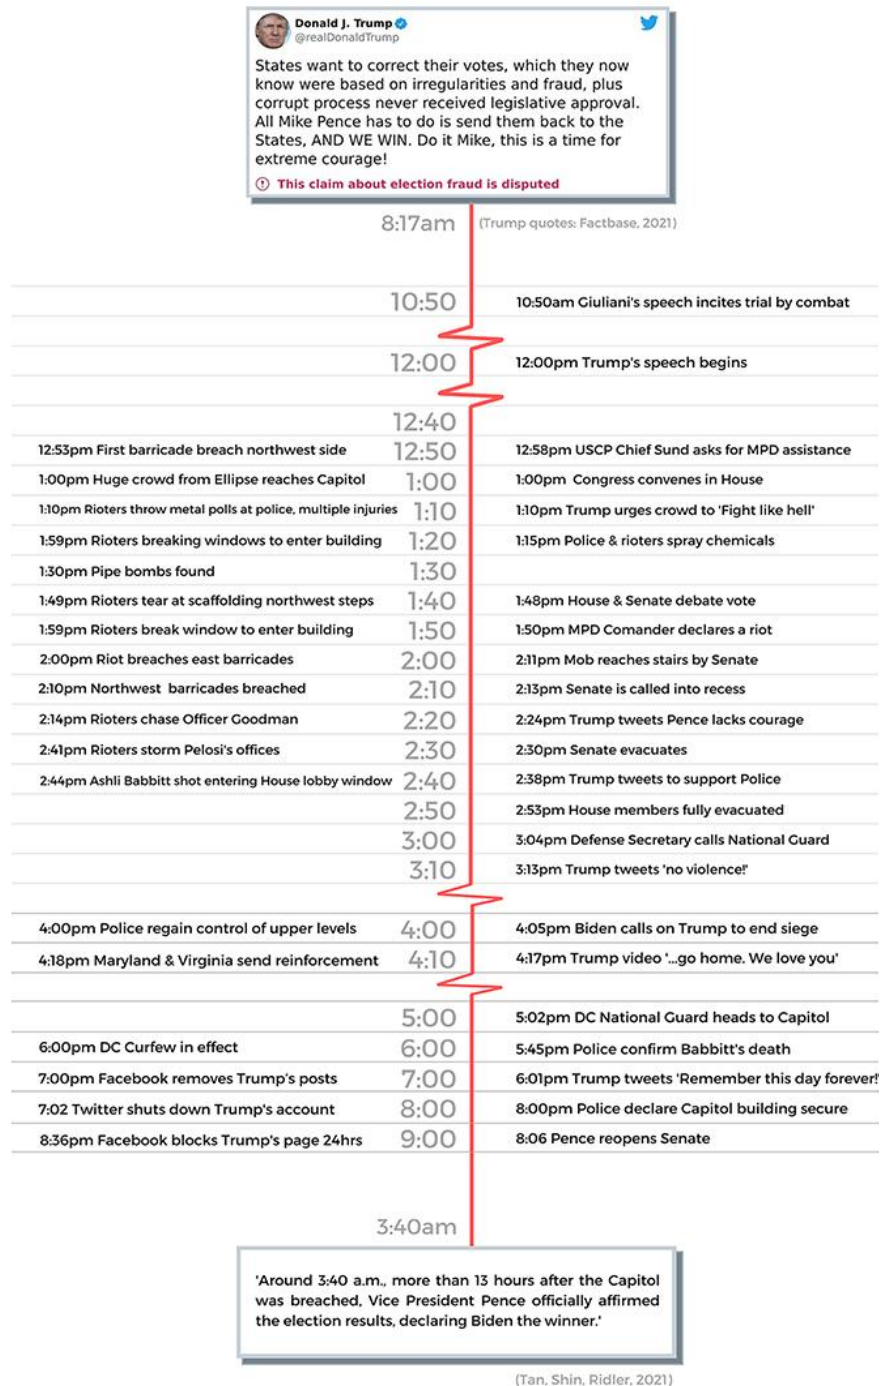 Donald J. Trump
@realDonaldTrump
States want to correct their votes, which they now
know were based on irregularities and fraud, plus
corrupt process never received legislative approval.
All Mike Pence has to do is send them back to the
States, AND WE WIN. Do it Mike, this is a time for
extreme courage!
This claim about election fraud is disputed
8:17am (Trump quotes: Factbase, 2021)
10:50 10:50am Giuliani's speech incites trial by combat
12:00 12:00pm Trump's speech begins
12:40
12:53pm First barricade breach northwest side 12:50 12:58pm USCP Chief Sund asks for MPD assistance
1:00pm Huge crowd from Ellipse reaches Capitol 1:00 1:00pm Congress convenes in House
1:10pm Rioters throw metal polls at police, multiple injuries 1:10 1:10pm Trump urges crowd to 'Fight like hell'
1:59pm Rioters breaking windows to enter building 1:20 1:15pm Police & rioters spray chemicals
1:30pm Pipe bombs found 1:30
1:49pm Rioters tear at scaffolding northwest steps 1:40 1:48pm House & Senate debate vote
1:59pm Rioters break window to enter building 1:50 1:50pm MPD Comander declares a riot
2:00pm Riot breaches east barricades 2:00 2:11pm Mob reaches stairs by Senate
2:10pm Northwest barricades breached 2:10 2:13pm Senate is called into recess
2:14pm Rioters chase Officer Goodman 2:20 2:24pm Trump tweets Pence lacks courage
2:41pm Rioters storm Pelosi's offices 2:30 2:30pm Senate evacuates
2:44pm Ashli Babbitt shot entering House lobby window 2:40 2:38pm Trump tweets to support Police
2:50 2:53pm House members fully evacuated
3:00 3:04pm Defense Secretary calls National Guard
3:10 3:13pm Trump tweets 'no violence!'
4:00pm Police regain control of upper levels 4:00 4:05pm Biden calls on Trump to end siege
4:18pm Maryland & Virginia send reinforcement 4:10 4:17pm Trump video '...go home. We love you'
5:00 5:02pm DC National Guard heads to Capitol
6:00pm DC Curfew in effect 6:00 5:45pm Police confirm Babbitt's death
7:00pm Facebook removes Trump's posts 7:00 6:01pm Trump tweets 'Remember this day forever!'
7:02 Twitter shuts down Trump's account 8:00 8:00pm Police declare Capitol building secure
8:36pm Facebook blocks Trump's page 24hrs 9:00 8:06 Pence reopens Senate
3:40am
'Around 3:40 a.m., more than 13 hours after the Capitol
was breached, Vice President Pence officially affirmed
the election results, declaring Biden the winner.'
(Tan, Shin, Ridler, 2021)